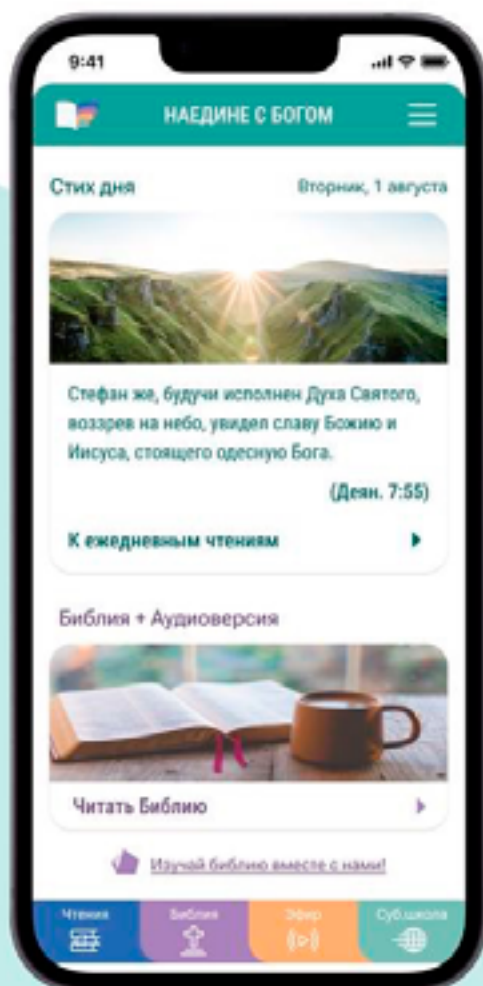 9:41
НАЕДИНЕ С БОГОМ
Стих дня
Вторник, 1 августа
Стефан же, будучи исполнен Духа Святого,
воззрев на небо, увидел славу Божию и
Иисуса, стоящего одесную Бога.
(Деян. 7:55)
К ежедневным чтениям
Библия + Аудиоверсия
Читать Библию
Изучай библию вместе с нами!
Чтения Библия Эфир Суб.школа